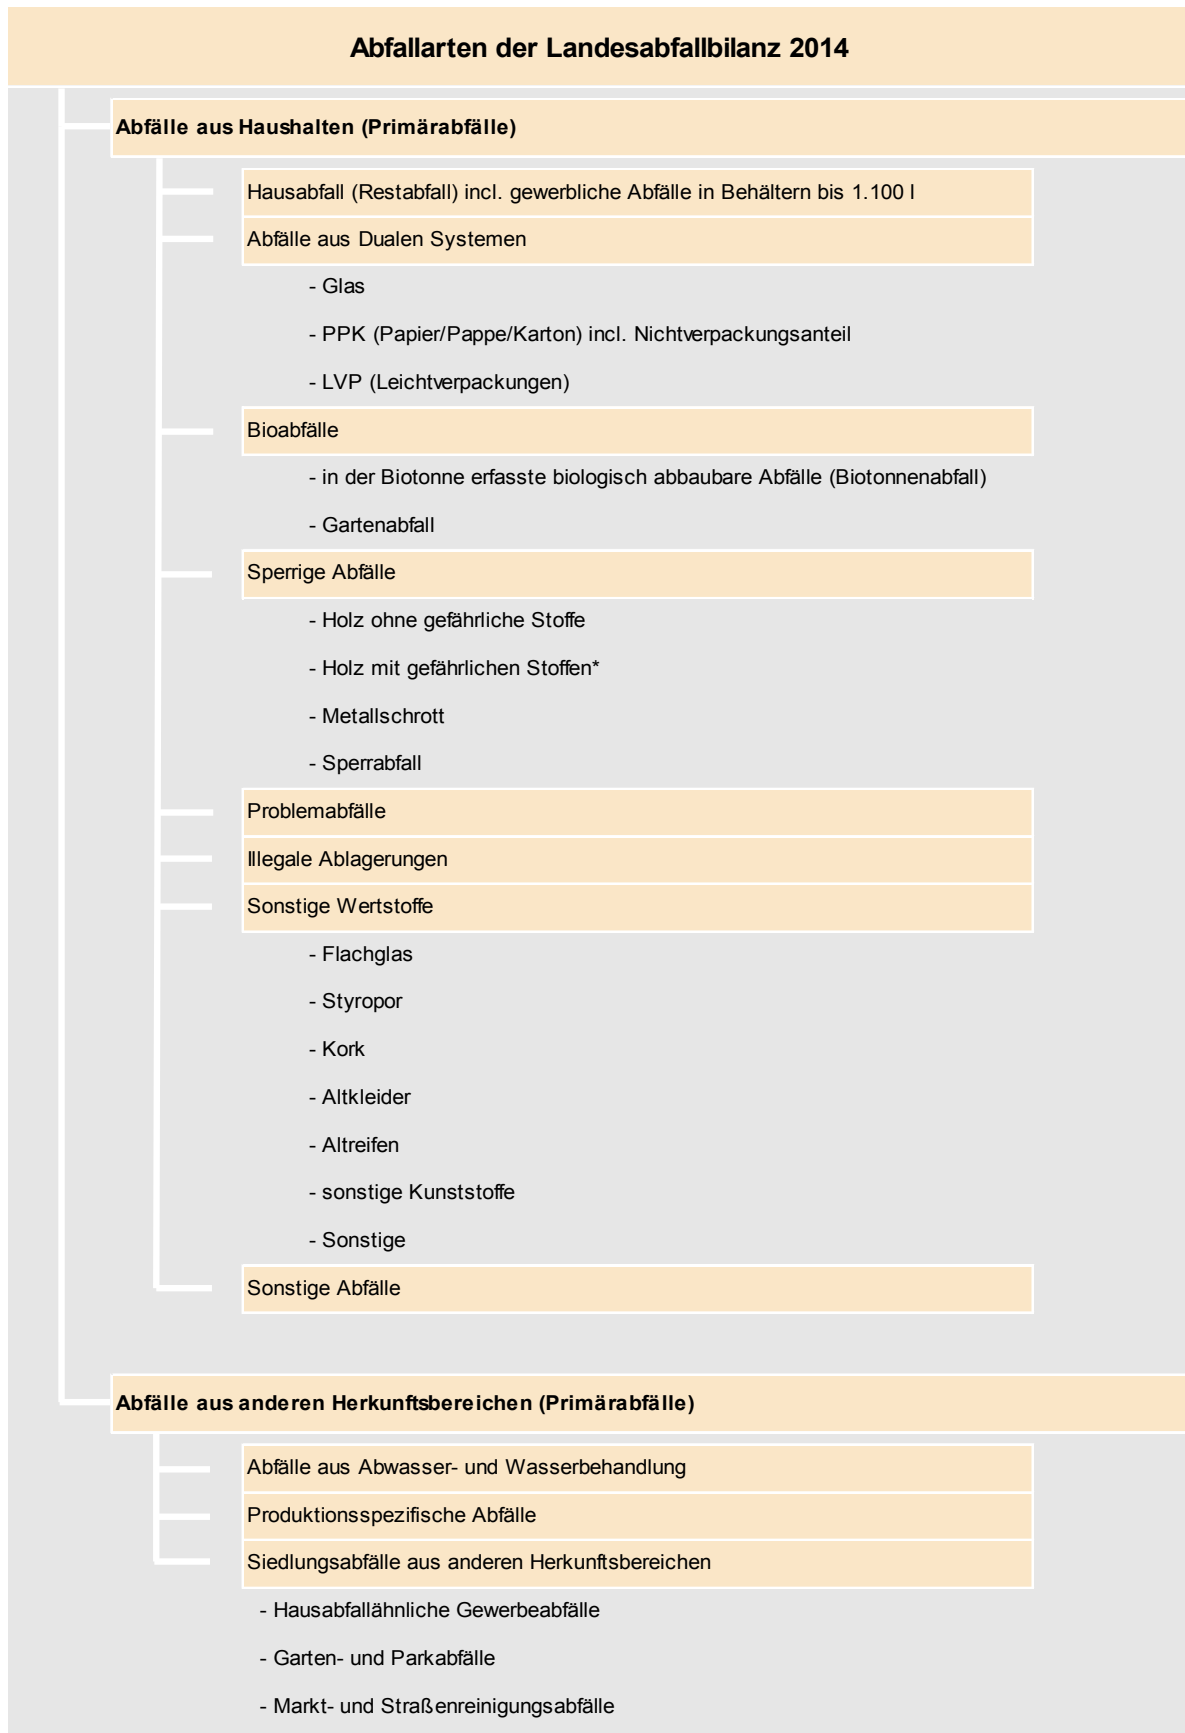 Abfallarten der Landesabfallbilanz 2014
Abfälle aus Haushalten (Primärabfälle)
Hausabfall (Restabfall) incl. gewerbliche Abfälle in Behältern bis 1.100 l
Abfälle aus Dualen Systemen
- Glas
- PPK (Papier/Pappe/Karton) incl. Nichtverpackungsanteil
- LVP (Leichtverpackungen)
Bioabfälle
- in der Biotonne erfasste biologisch abbaubare Abfälle (Biotonnenabfall)
- Gartenabfall
Sperrige Abfälle
- Holz ohne gefährliche Stoffe
- Holz mit gefährlichen Stoffen*
- Metallschrott
- Sperrabfall
Problemabfälle
Illegale Ablagerungen
Sonstige Wertstoffe
- Flachglas
- Styropor
- Kork
- Altkleider
- Altreifen
- sonstige Kunststoffe
- Sonstige
Sonstige Abfälle
Abfälle aus anderen Herkunftsbereichen (Primärabfälle)
Abfälle aus Abwasser- und Wasserbehandlung
Produktionsspezifische Abfälle
Siedlungsabfälle aus anderen Herkunftsbereichen
- Hausabfallähnliche Gewerbeabfälle
- Garten- und Parkabfälle
- Markt- und Straßenreinigungsabfälle